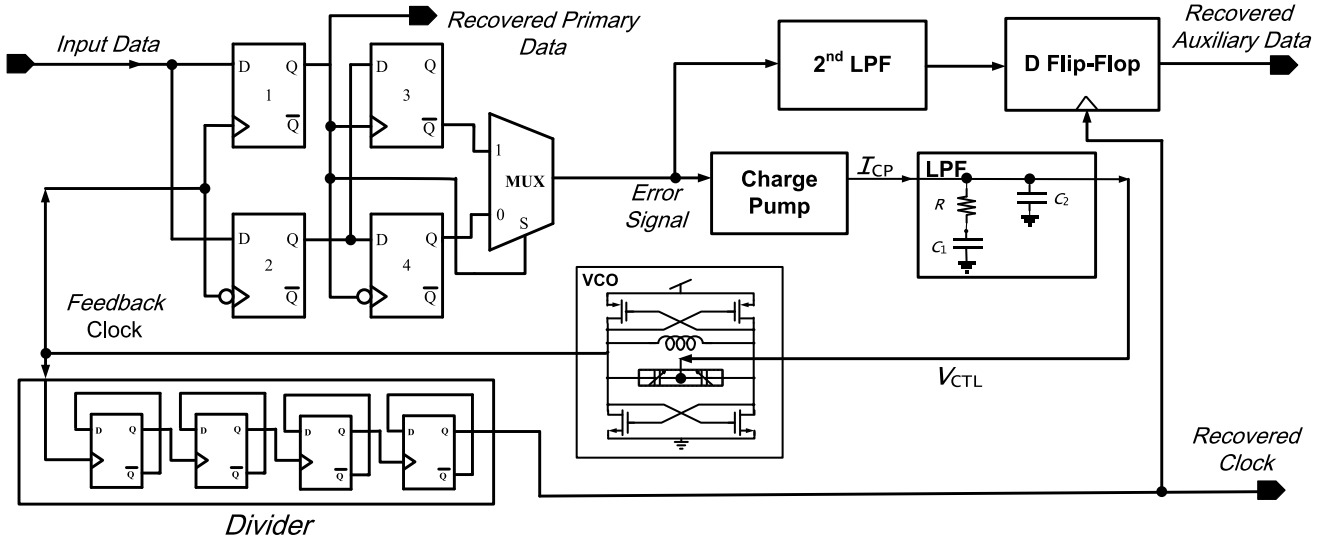 Input Data
Recovered Primary
Data
Recovered
Auxiliary Data
D Q
1
Q
D Q
3
Q
2nd LPF
D Flip-Flop
1
MUX
0
S
Error
Signal
Charge
Pump
ICP
LPF
R
C1
C2
D Q
2
Q
D Q
4
Q
Feedback
Clock
VCO
VCTL
D Q
Q
D Q
Q
D Q
Q
D Q
Q
Divider
Recovered
Clock